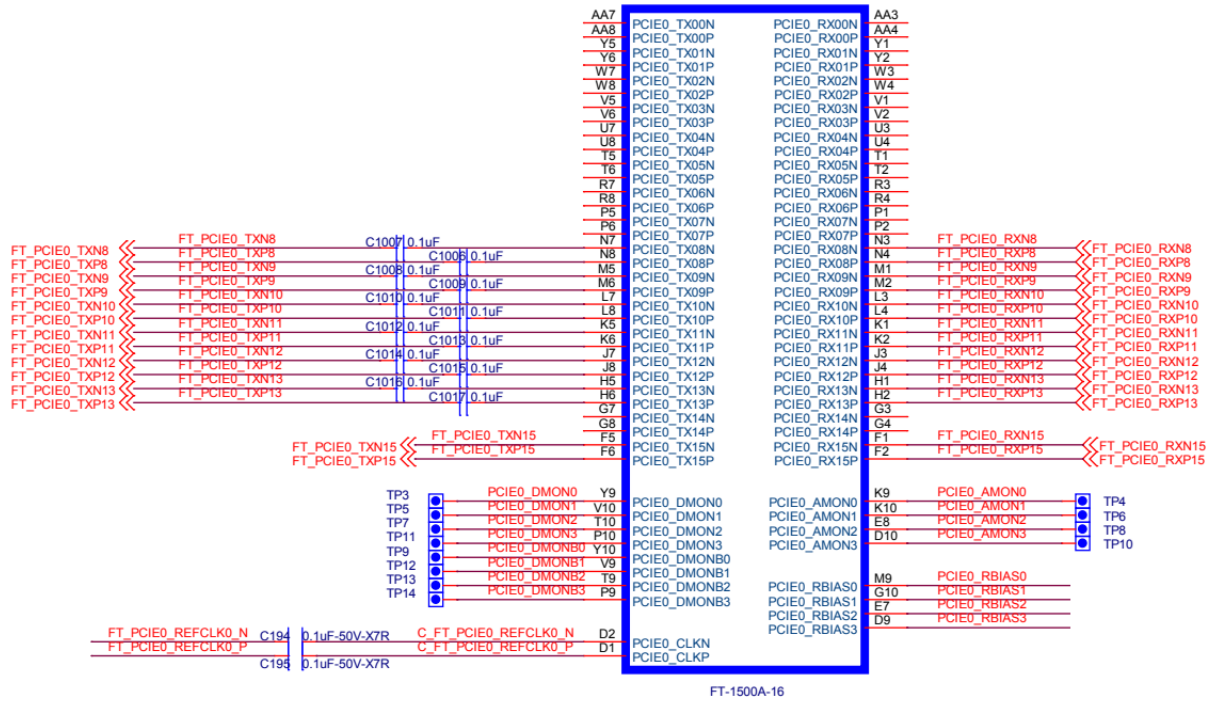 AA7 PCIE0_TX00N PCIE0_RX00N AA3
AA8 PCIE0_TX00P PCIE0_RX00P AA4
Y5 PCIE0_TX01N PCIE0_RX01N Y1
Y6 PCIE0_TX01P PCIE0_RX01P Y2
W7 PCIE0_TX02N PCIE0_RX02N W3
W8 PCIE0_TX02P PCIE0_RX02P W4
V5 PCIE0_TX03N PCIE0_RX03N V1
V6 PCIE0_TX03P PCIE0_RX03P V2
U7 PCIE0_TX04N PCIE0_RX04N U3
U8 PCIE0_TX04P PCIE0_RX04P U4
T5 PCIE0_TX05N PCIE0_RX05N T1
T6 PCIE0_TX05P PCIE0_RX05P T2
R7 PCIE0_TX06N PCIE0_RX06N R3
R8 PCIE0_TX06P PCIE0_RX06P R4
P5 PCIE0_TX07N PCIE0_RX07N P1
P6 PCIE0_TX07P PCIE0_RX07P P2
FT_PCIE0_TXN8 FT_PCIE0_TXN8 C1007 0.1uF N7 PCIE0_TX08N PCIE0_RX08N N3 FT_PCIE0_RXN8 FT_PCIE0_RXN8
FT_PCIE0_TXP8 FT_PCIE0_TXP8 C1006 0.1uF N8 PCIE0_TX08P PCIE0_RX08P N4 FT_PCIE0_RXP8 FT_PCIE0_RXP8
FT_PCIE0_TXN9 FT_PCIE0_TXN9 C1008 0.1uF M5 PCIE0_TX09N PCIE0_RX09N M1 FT_PCIE0_RXN9 FT_PCIE0_RXN9
FT_PCIE0_TXP9 FT_PCIE0_TXP9 C1009 0.1uF M6 PCIE0_TX09P PCIE0_RX09P M2 FT_PCIE0_RXP9 FT_PCIE0_RXP9
FT_PCIE0_TXN10 FT_PCIE0_TXN10 C1010 0.1uF L7 PCIE0_TX10N PCIE0_RX10N L3 FT_PCIE0_RXN10 FT_PCIE0_RXN10
FT_PCIE0_TXP10 FT_PCIE0_TXP10 C1011 0.1uF L8 PCIE0_TX10P PCIE0_RX10P L4 FT_PCIE0_RXP10 FT_PCIE0_RXP10
FT_PCIE0_TXN11 FT_PCIE0_TXN11 C1012 0.1uF K5 PCIE0_TX11N PCIE0_RX11N K1 FT_PCIE0_RXN11 FT_PCIE0_RXN11
FT_PCIE0_TXP11 FT_PCIE0_TXP11 C1013 0.1uF K6 PCIE0_TX11P PCIE0_RX11P K2 FT_PCIE0_RXP11 FT_PCIE0_RXP11
FT_PCIE0_TXN12 FT_PCIE0_TXN12 C1014 0.1uF J7 PCIE0_TX12N PCIE0_RX12N J3 FT_PCIE0_RXN12 FT_PCIE0_RXN12
FT_PCIE0_TXP12 FT_PCIE0_TXP12 C1015 0.1uF J8 PCIE0_TX12P PCIE0_RX12P J4 FT_PCIE0_RXP12 FT_PCIE0_RXP12
FT_PCIE0_TXN13 FT_PCIE0_TXN13 C1016 0.1uF H5 PCIE0_TX13N PCIE0_RX13N H1 FT_PCIE0_RXN13 FT_PCIE0_RXN13
FT_PCIE0_TXP13 FT_PCIE0_TXP13 C1017 0.1uF H6 PCIE0_TX13P PCIE0_RX13P H2 FT_PCIE0_RXP13 FT_PCIE0_RXP13
G7 PCIE0_TX14N PCIE0_RX14N G3
G8 PCIE0_TX14P PCIE0_RX14P G4
FT_PCIE0_TXN15 FT_PCIE0_TXN15 F5 PCIE0_TX15N PCIE0_RX15N F1 FT_PCIE0_RXN15 FT_PCIE0_RXN15
FT_PCIE0_TXP15 FT_PCIE0_TXP15 F6 PCIE0_TX15P PCIE0_RX15P F2 FT_PCIE0_RXP15 FT_PCIE0_RXP15
TP3 PCIE0_DMON0 Y9 PCIE0_DMON0 PCIE0_AMON0 K9 PCIE0_AMON0 TP4
TP5 PCIE0_DMON1 V10 PCIE0_DMON1 PCIE0_AMON1 K10 PCIE0_AMON1 TP6
TP7 PCIE0_DMON2 T10 PCIE0_DMON2 PCIE0_AMON2 E8 PCIE0_AMON2 TP8
TP11 PCIE0_DMON3 P10 PCIE0_DMON3 PCIE0_AMON3 D10 PCIE0_AMON3 TP10
TP9 PCIE0_DMONB0 Y10 PCIE0_DMONB0
TP12 PCIE0_DMONB1 V9 PCIE0_DMONB1
TP13 PCIE0_DMONB2 T9 PCIE0_DMONB2 PCIE0_RBIAS0 M9 PCIE0_RBIAS0
TP14 PCIE0_DMONB3 P9 PCIE0_DMONB3 PCIE0_RBIAS1 G10 PCIE0_RBIAS1
PCIE0_RBIAS2 E7 PCIE0_RBIAS2
PCIE0_RBIAS3 D9 PCIE0_RBIAS3
FT_PCIE0_REFCLK0_N C194 0.1uF-50V-X7R C_FT_PCIE0_REFCLK0_N D2 PCIE0_CLKN
FT_PCIE0_REFCLK0_P C195 0.1uF-50V-X7R C_FT_PCIE0_REFCLK0_P D1 PCIE0_CLKP
FT-1500A-16